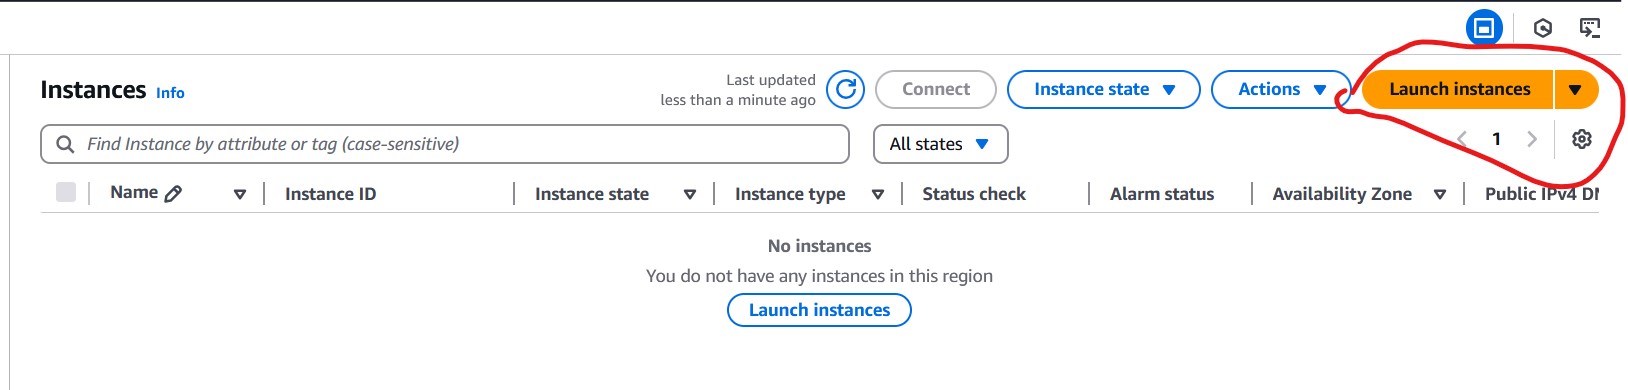 Instances Info
Last updated
less than a minute ago
Connect
Instance state
Actions
Launch instances
Find Instance by attribute or tag (case-sensitive)
All states
1
Name Instance ID Instance state Instance type Status check Alarm status Availability Zone Public IPv4
No instances
You do not have any instances in this region
Launch instances